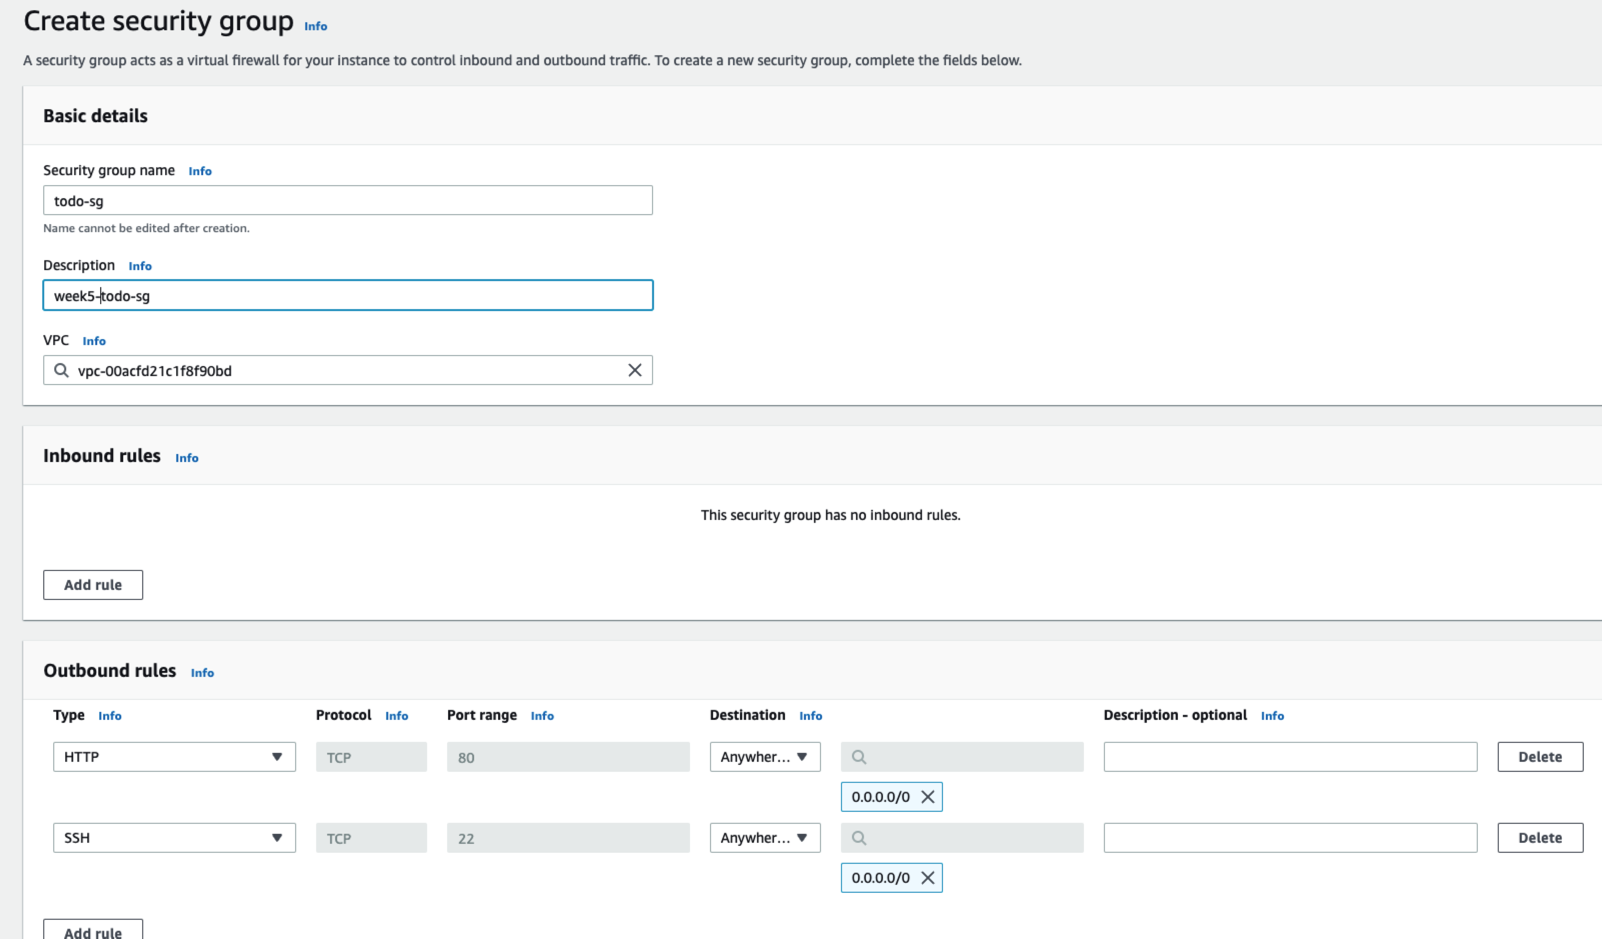 Create security group Info
A security group acts as a virtual firewall for your instance to control inbound and outbound traffic. To create a new security group, complete the fields below.
Basic details
Security group name Info
todo-sg
Name cannot be edited after creation.
Description Info
week5-todo-sg
VPC Info
vpc-00acfd21c1f8f90bd
Inbound rules Info
This security group has no inbound rules.
Add rule
Outbound rules Info
Type Info Protocol Info Port range Info Destination Info Description - optional Info
HTTP TCP 80 Anywher... Delete
0.0.0.0/0
SSH TCP 22 Anywher... Delete
0.0.0.0/0
Add rule